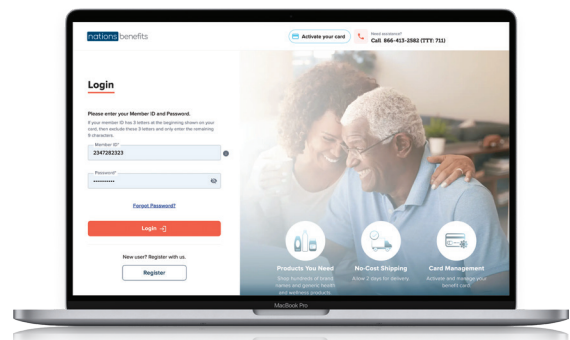 nations benefits
Activate your card
Need assistance?
Call 866-413-2582 (TTY: 711)
Login
Please enter your Member ID and Password.
If your member ID has 3 letters at the beginning shown on your
card, then exclude these 3 letters and only enter the remaining
9 characters.
Member ID*
2347282323
Password*
••••••••••
Forgot Password?
Login
New user? Register with us.
Register
Products You Need
Shop hundreds of brand
names and generic health
and wellness products
No-Cost Shipping
Allow 2 days for delivery
Card Management
Activate and manage your
benefit card
MacBook Pro